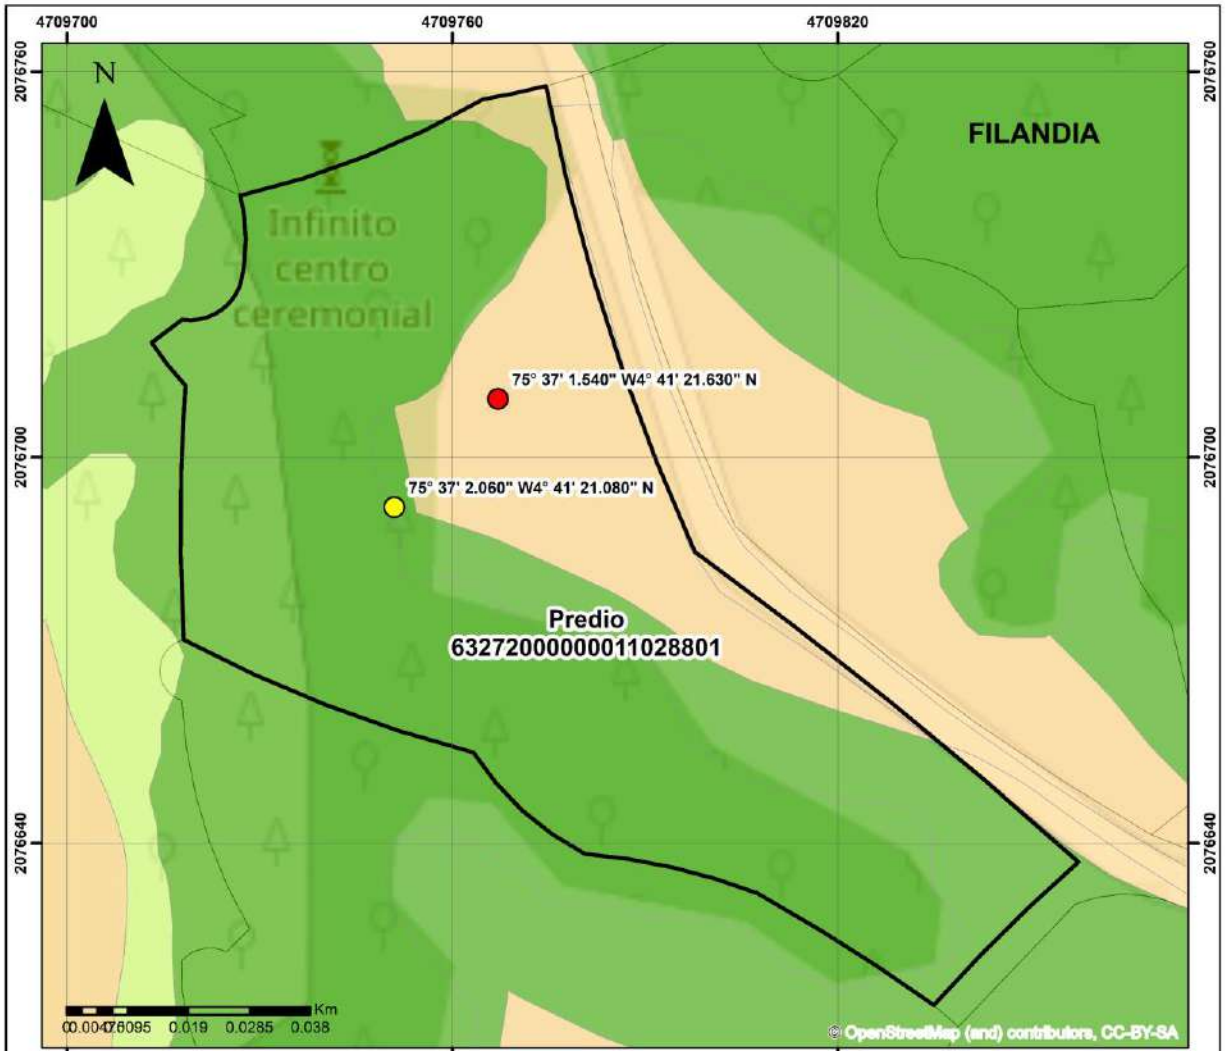 4709700
4709760
4709820
2076760
2076760
N
FILANDIA
Infinito
centro
ceremonial
75° 37' 1.540" W4° 41' 21.630" N
2076700
2076700
75° 37' 2.060" W4° 41' 21.080" N
Predio
632720000000011028801
2076640
2076640
Km
0.019
0.0285
0.038
© OpenStreetMap (and) contributors, CC-BY-SA